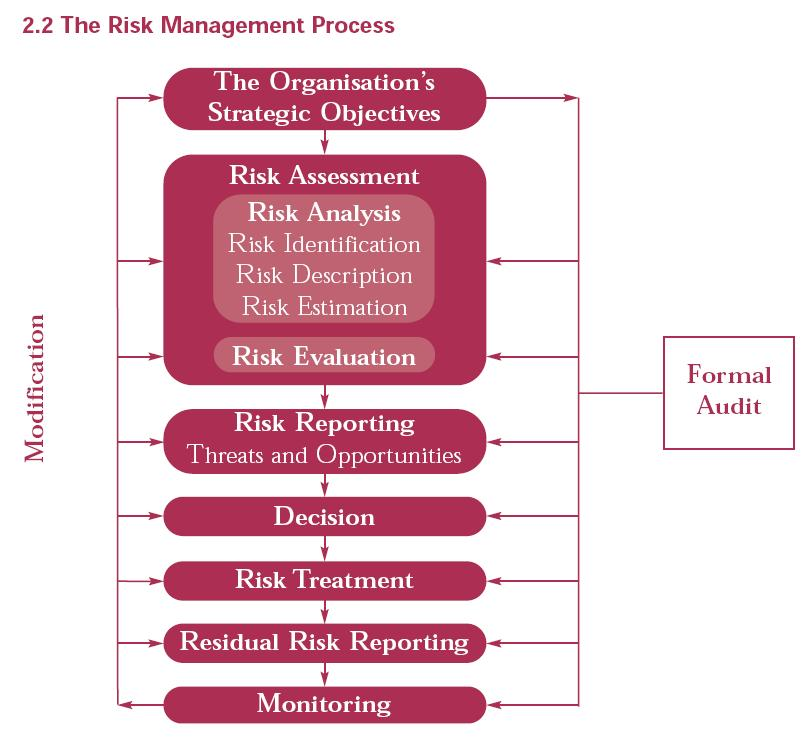 2.2 The Risk Management Process
The Organisation's
Strategic Objectives
Risk Assessment
Risk Analysis
Risk Identification
Risk Description
Risk Estimation
Risk Evaluation
Modification
Formal
Audit
Risk Reporting
Threats and Opportunities
Decision
Risk Treatment
Residual Risk Reporting
Monitoring